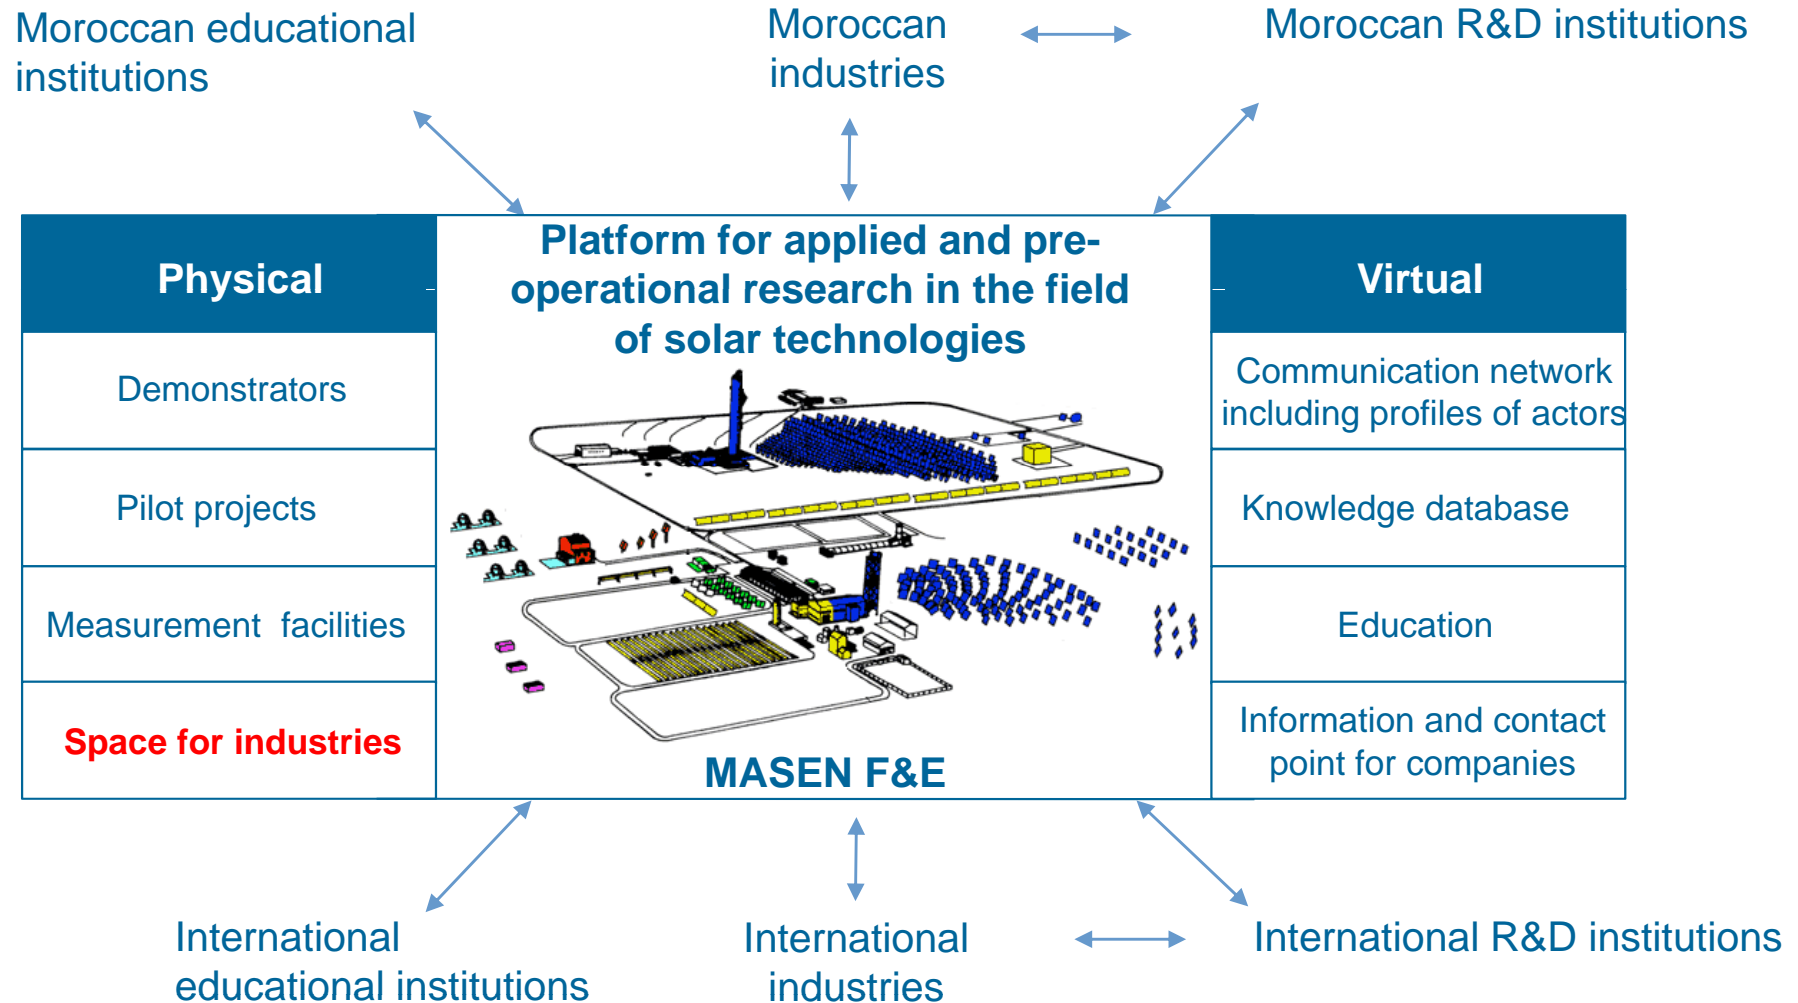 Moroccan educational
institutions
Moroccan
industries
Moroccan R&D institutions
Physical
Demonstrators
Pilot projects
Measurement facilities
Space for industries
Platform for applied and pre-
operational research in the field
of solar technologies
MASEN F&E
Virtual
Communication network
including profiles of actors
Knowledge database
Education
Information and contact
point for companies
International
educational institutions
International
industries
International R&D institutions